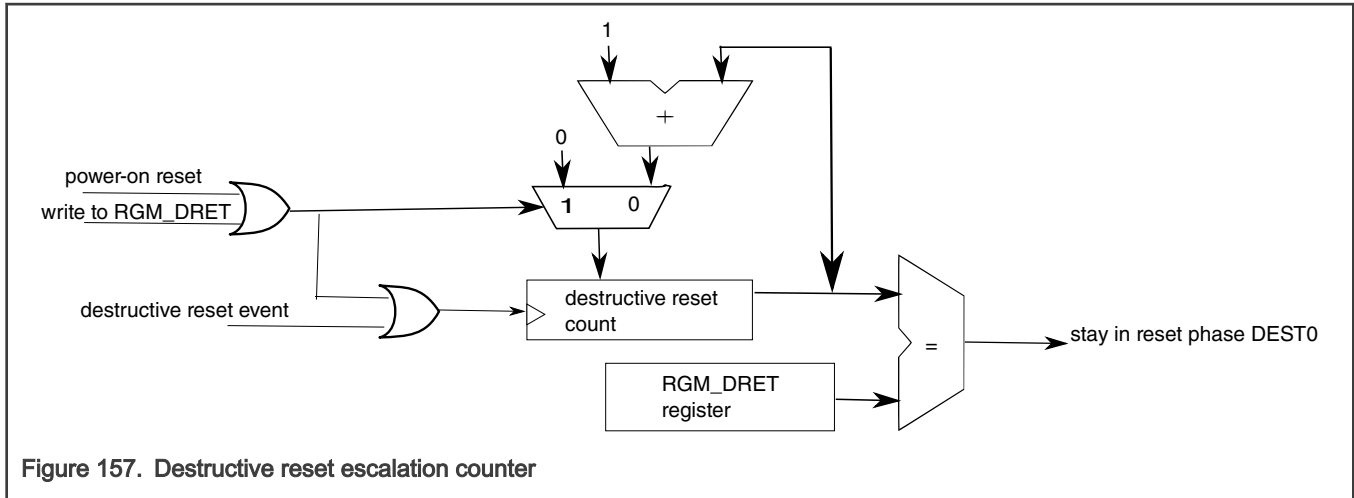 1
+
0
power-on reset
1 0
write to RGM_DRET
destructive reset
count
destructive reset event
stay in reset phase DEST0
=
RGM_DRET
register
Figure 157. Destructive reset escalation counter